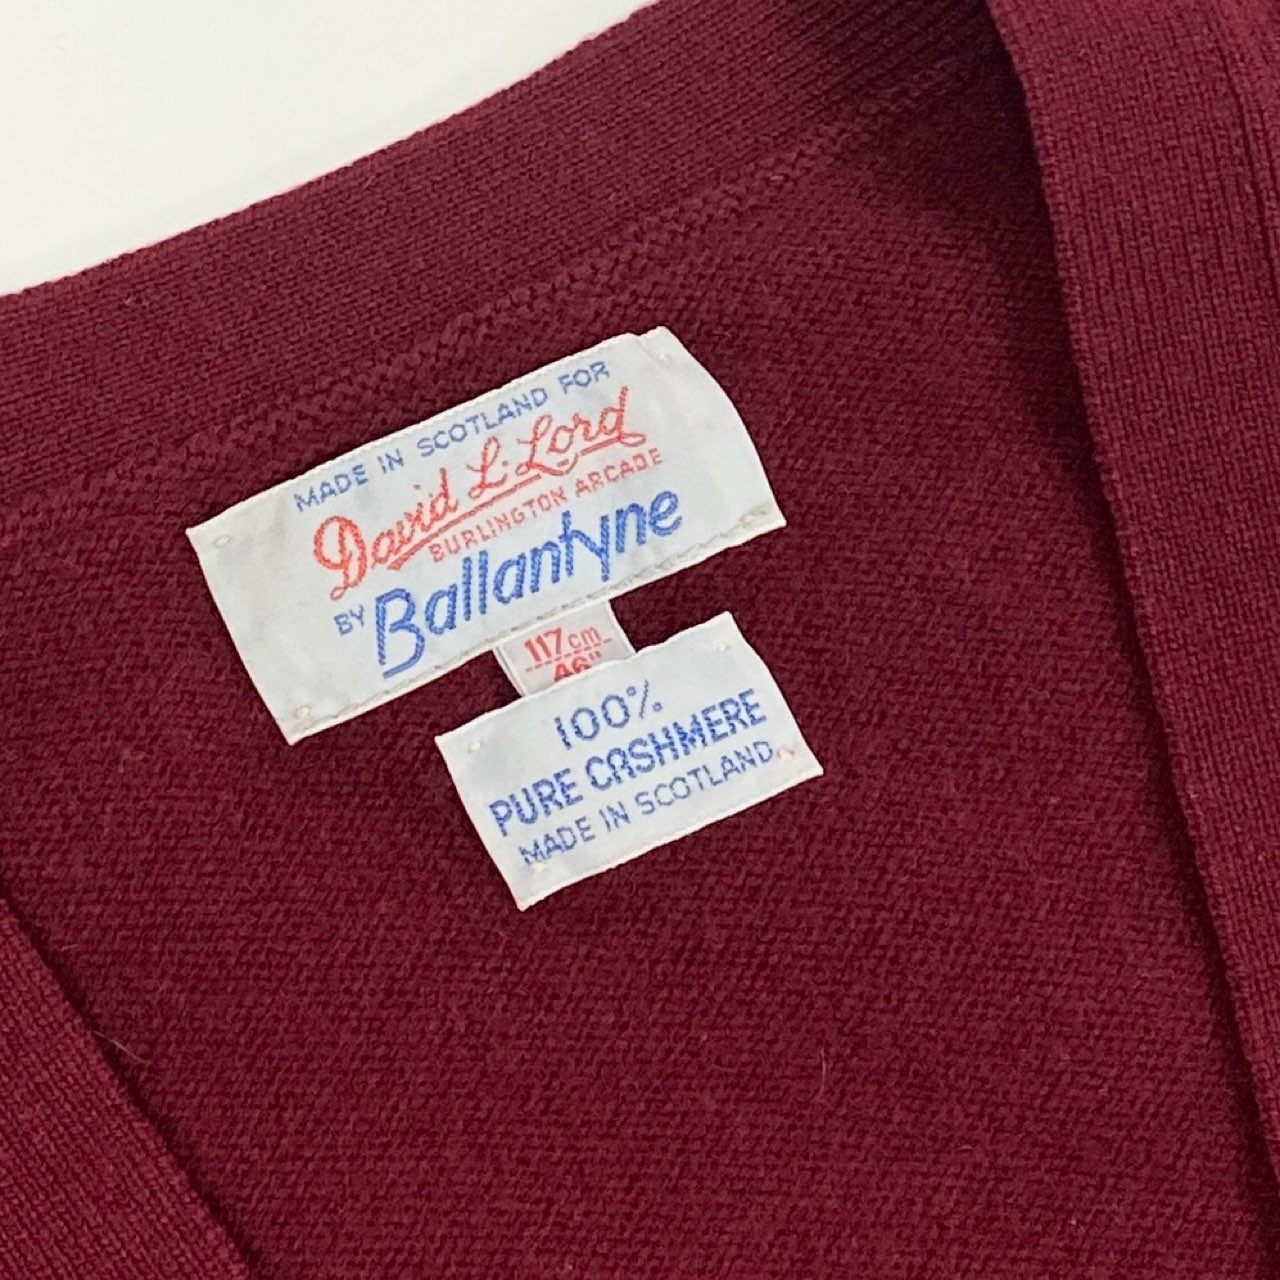 MADE IN SCOTLAND FOR
David L. Lord
BURLINGTON ARCADE
BY Ballantyne
117cm
46"
100%
PURE CASHMERE
MADE IN SCOTLAND